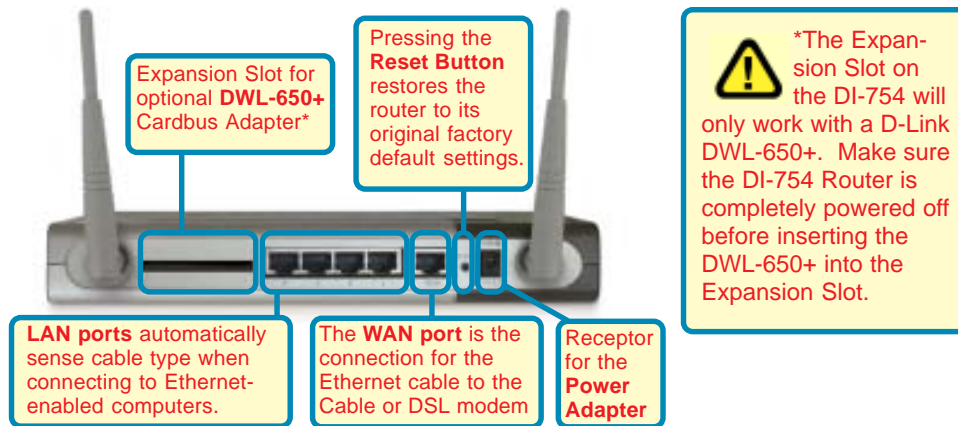 Expansion Slot for
optional DWL-650+
Cardbus Adapter*
Pressing the
Reset Button
restores the
router to its
original factory
default settings.
*The Expan-
sion Slot on
the DI-754 will
only work with a D-Link
DWL-650+. Make sure
the DI-754 Router is
completely powered off
before inserting the
DWL-650+ into the
Expansion Slot.
LAN ports automatically
sense cable type when
connecting to Ethernet-
enabled computers.
The WAN port is the
connection for the
Ethernet cable to the
Cable or DSL modem
Receptor
for the
Power
Adapter